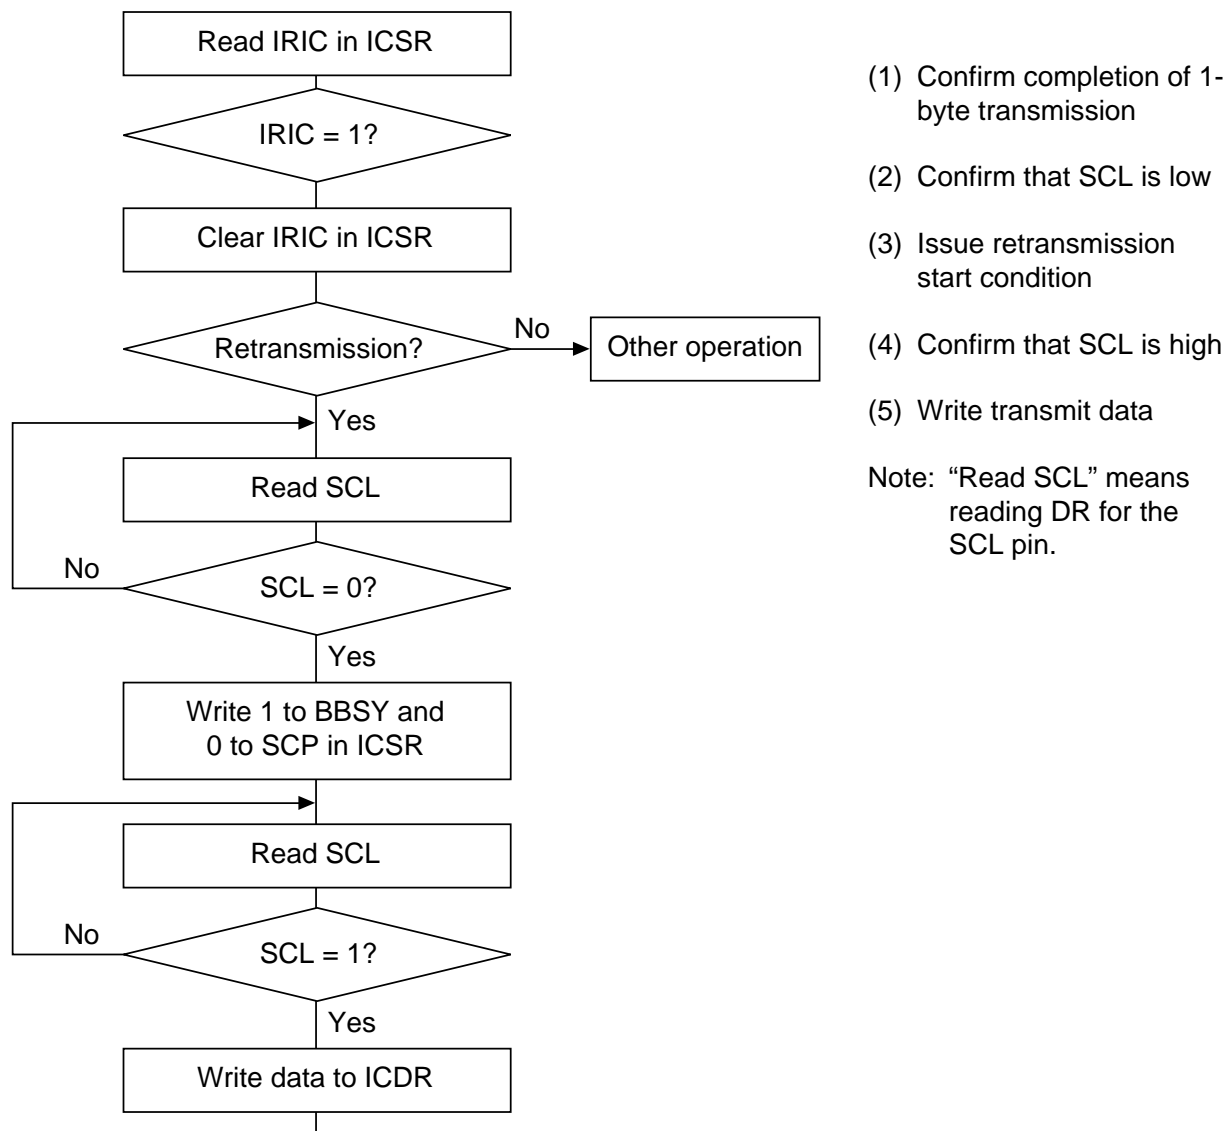 Read IRIC in ICSR
IRIC = 1?
Clear IRIC in ICSR
Retransmission?
No
Other operation
Yes
Read SCL
No
SCL = 0?
Yes
Write 1 to BBSY and
0 to SCP in ICSR
Read SCL
No
SCL = 1?
Yes
Write data to ICDR
(1) Confirm completion of 1-
byte transmission
(2) Confirm that SCL is low
(3) Issue retransmission
start condition
(4) Confirm that SCL is high
(5) Write transmit data
Note: “Read SCL” means
reading DR for the
SCL pin.